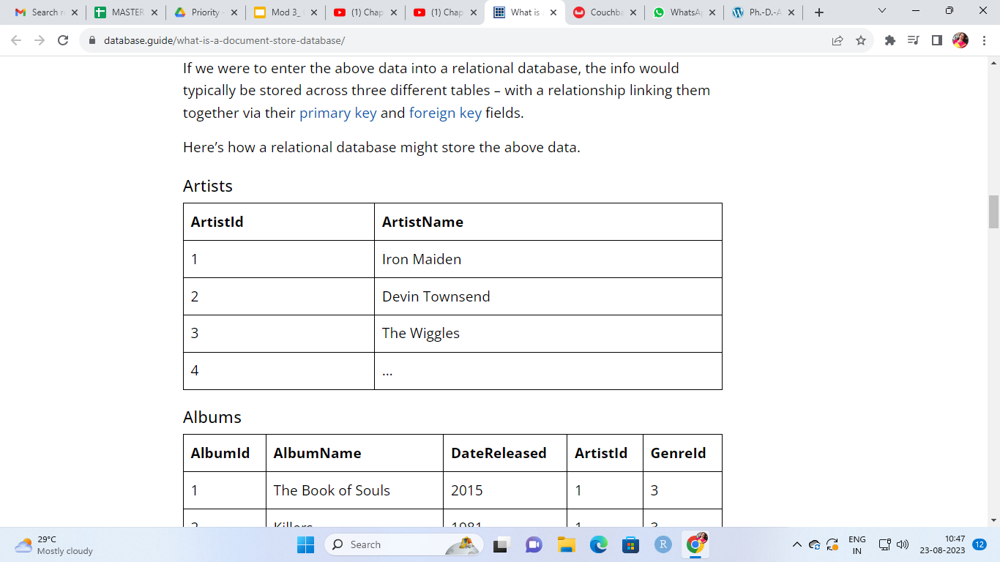 Search r
MASTER
Priority
Mod 3_
(1) Chap
(1) Chap
What is
Couchb
WhatsA
Ph.-D.-A
database.guide/what-is-a-document-store-database/
If we were to enter the above data into a relational database, the info would
typically be stored across three different tables – with a relationship linking them
together via their primary key and foreign key fields.
Here’s how a relational database might store the above data.
Artists
ArtistId ArtistName
1 Iron Maiden
2 Devin Townsend
3 The Wiggles
4 ...
Albums
AlbumId AlbumName DateReleased ArtistId GenreId
1 The Book of Souls 2015 1 3
2 Killers 1981 1 3
29°C
Mostly cloudy
Search
R
ENG
IN
10:47
23-08-2023
12